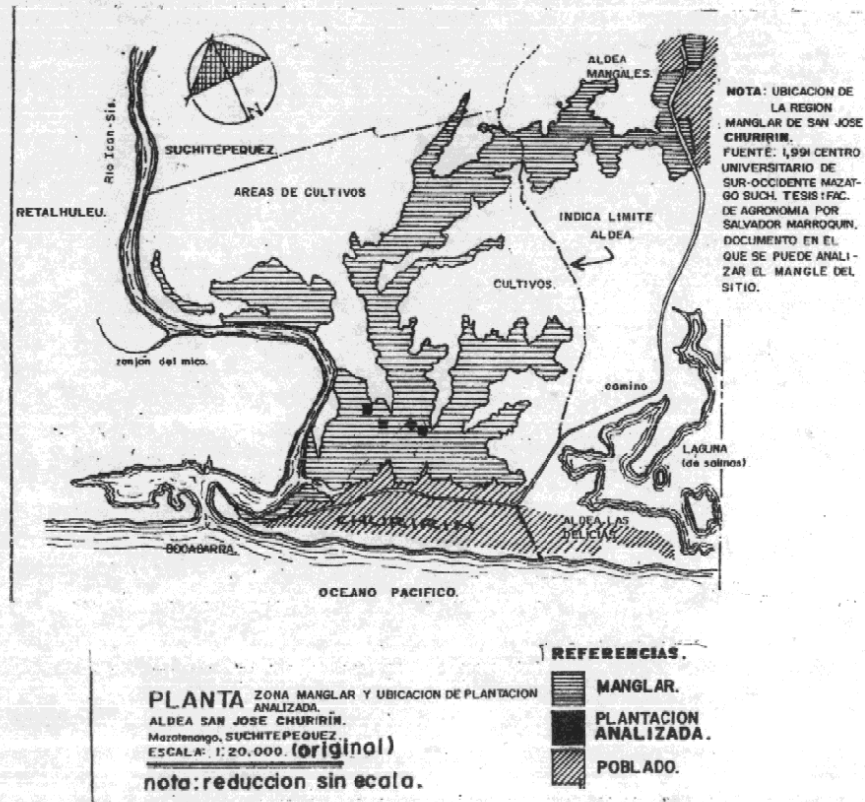 ALDEA
MANGALES.
NOTA: UBICACION DE
LA REGION
MANGLAR DE SAN JOSE
CHURIRIN.
FUENTE: 1,991 CENTRO
UNIVERSITARIO DE
SUR-OCCIDENTE MAZAT-
GO SUCH. TESIS: FAC.
DE AGRONOMIA POR
SALVADOR MARROQUIN,
DOCUMENTO EN EL
QUE SE PUEDE ANALI-
ZAR EL MANGLE DEL
SITIO.
N
Rio Ican-Sis.
SUCHITEPEQUEZ
AREAS DE CULTIVOS
RETALHULEU.
INDICA LIMITE
ALDEA.
CULTIVOS.
zanjon del mico.
camino
LAGUNA
(de salinas)
CHURIRIN
ALDEA LAS
DELICIAS.
BOCABARRA.
OCEANO PACIFICO.
PLANTA ZONA MANGLAR Y UBICACION DE PLANTACION
ANALIZADA.
ALDEA SAN JOSE CHURIRIN.
Mazatenango, SUCHITEPEQUEZ.
ESCALA: 1:20.000. (original)
nota: reduccion sin ecala.
REFERENCIAS.
MANGLAR.
PLANTACION
ANALIZADA.
POBLADO.